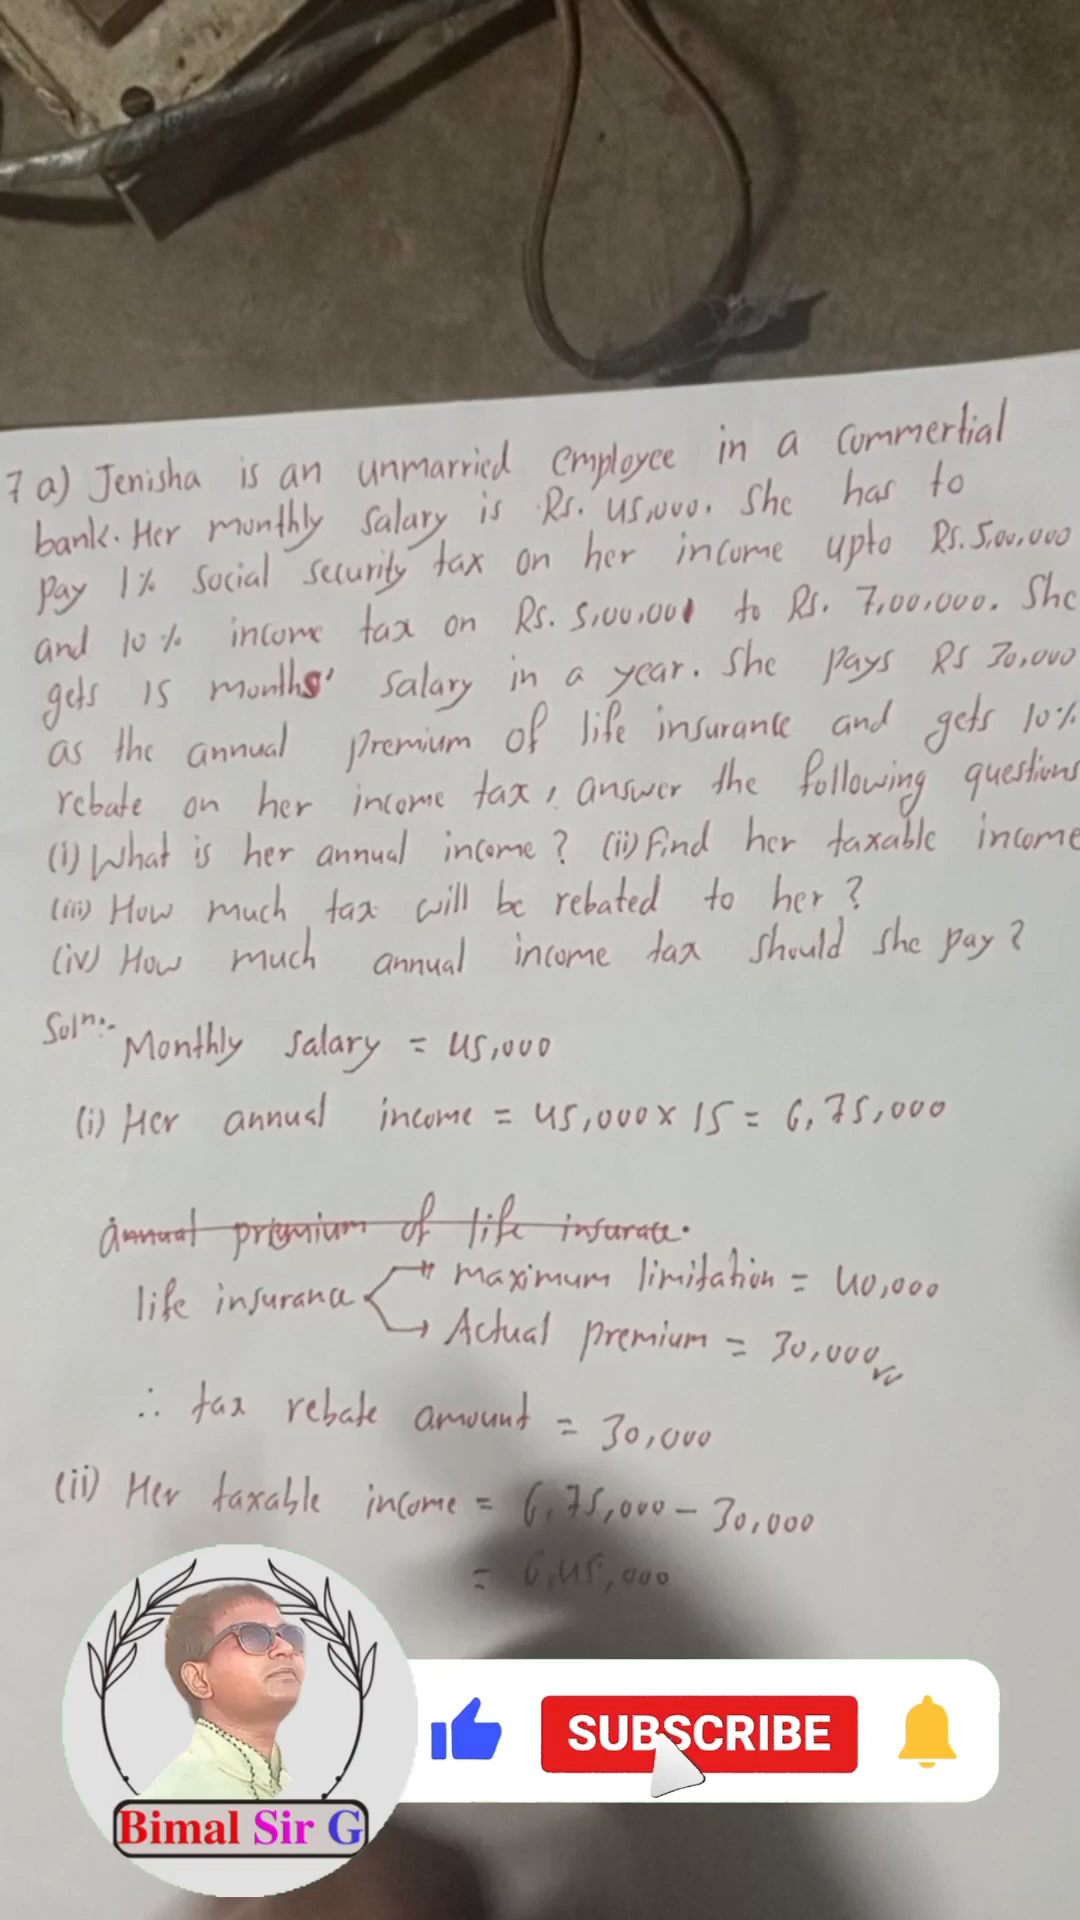 7 a) Jenisha is an unmarried employee in a commertial
bank. Her monthly salary is Rs. 45,000. She has to
pay 1% social security tax on her income upto Rs. 5,00,000
and 10% income tax on Rs. 5,00,001 to Rs. 7,00,000. She
gets 15 months' salary in a year. She pays RS 30,000
as the annual premium of life insurance and gets 10%
rebate on her income tax, answer the following questions
(i) What is her annual income? (ii) find her taxable income
(iii) How much tax will be rebated to her?
(iv) How much annual income tax should she pay?
Soln:-
Monthly salary = 45,000
(i) Her annual income = 45,000 x 15 = 6,75,000
annual premium of life insurace.
life insurance → maximum limitation = 40,000
→ Actual premium = 30,000
∴ tax rebate amount = 30,000
(ii) Her taxable income = 6,75,000 - 30,000
= 6,45,000
SUBSCRIBE
Bimal Sir G